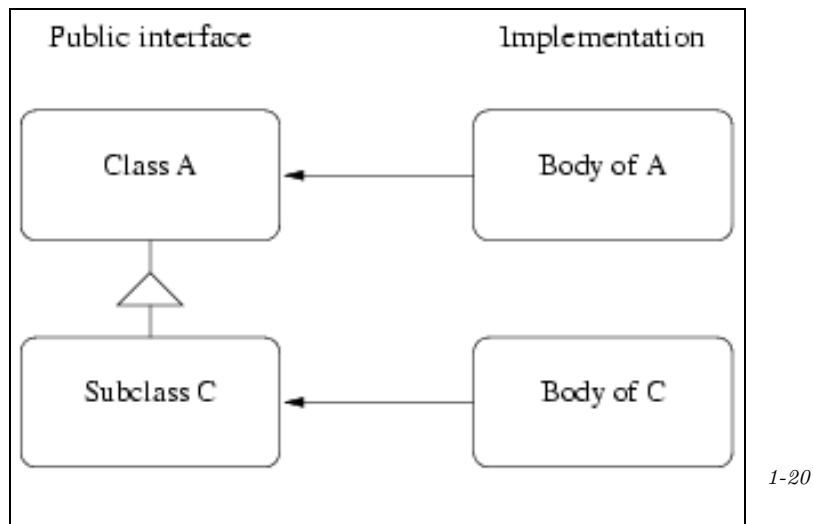 Public interface
Implementation
Class A
Body of A
Subclass C
Body of C
1-20